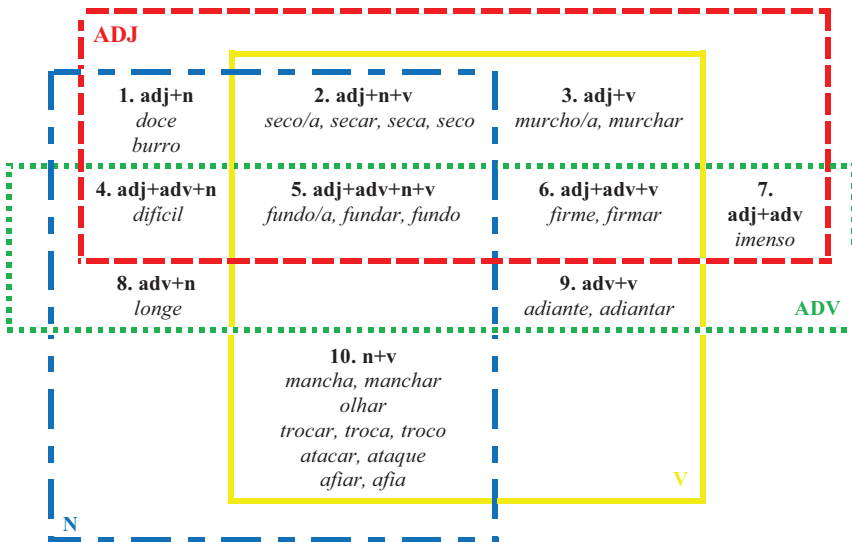 ADJ
1. adj+n
doce
burro
2. adj+n+v
seco/a, secar, seca, seco
3. adj+v
murcho/a, murchar
4. adj+adv+n
difícil
5. adj+adv+n+v
fundo/a, fundar, fundo
6. adj+adv+v
firme, firmar
7.
adj+adv
imenso
8. adv+n
longe
9. adv+v
adiante, adiantar
ADV
10. n+v
mancha, manchar
olhar
trocar, troca, troco
atacar, ataque
afiar, afia
V
N